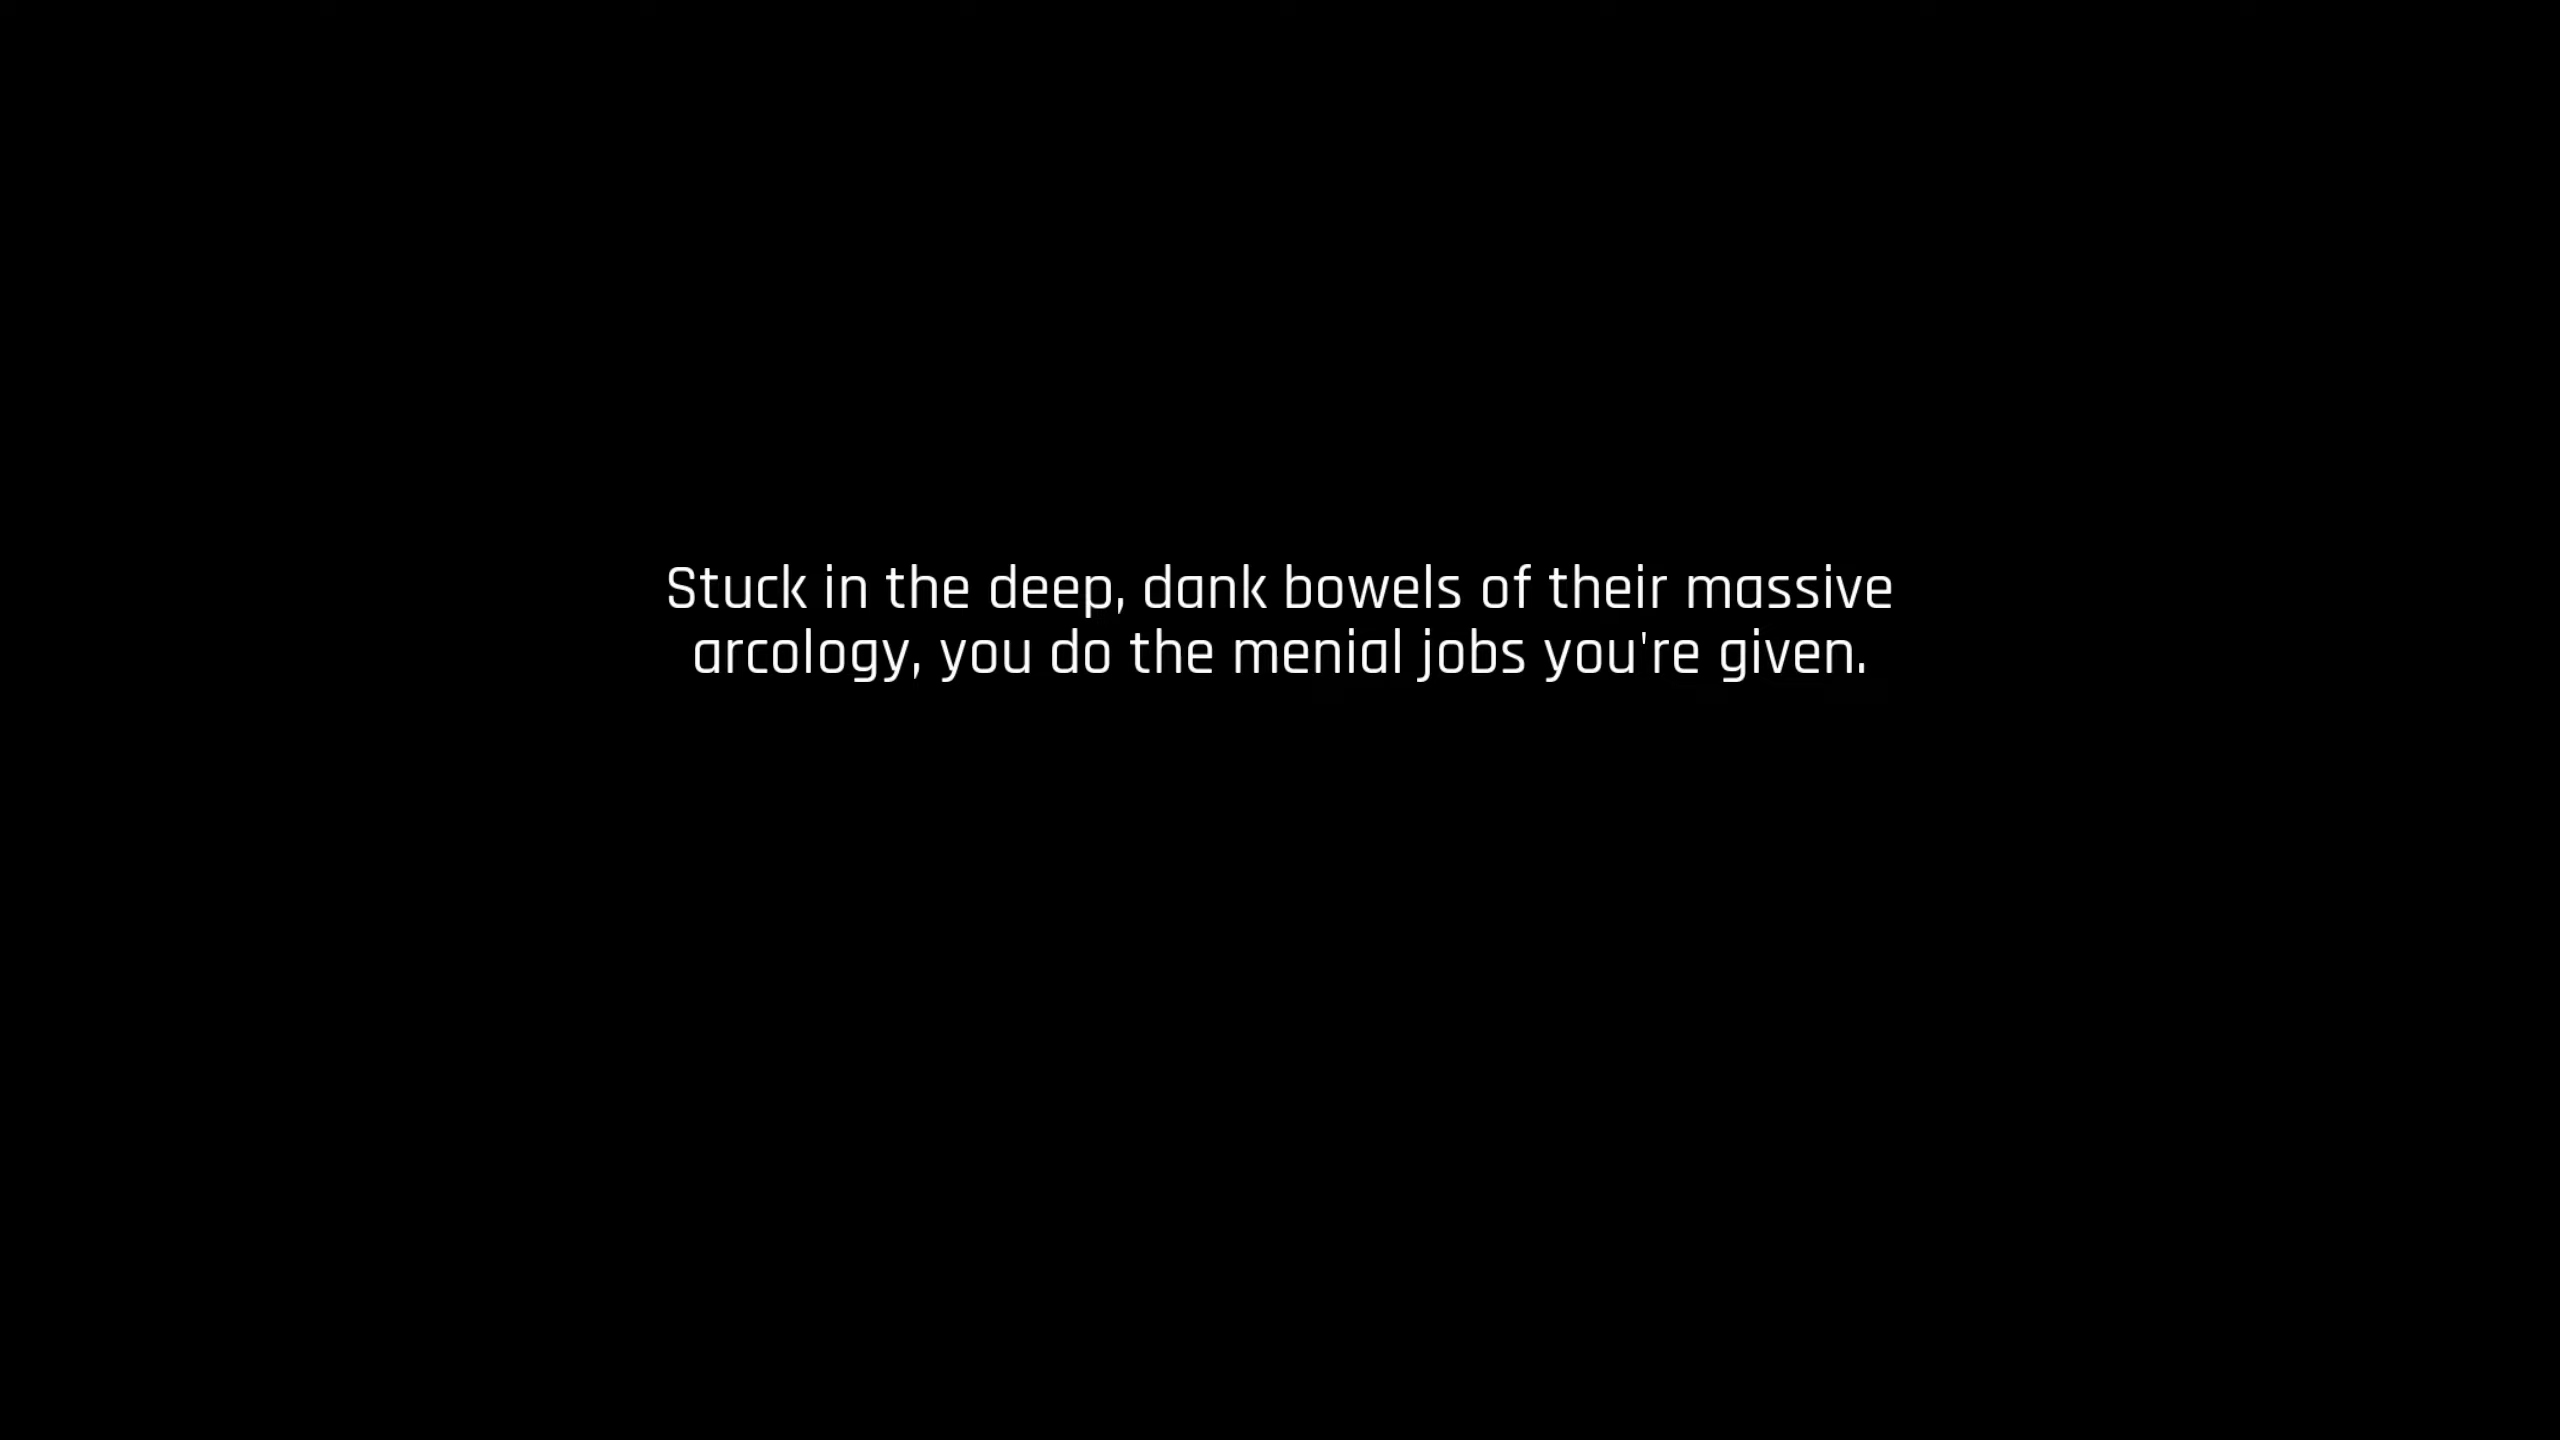 Stuck in the deep, dank bowels of their massive
arcology, you do the menial jobs you're given.